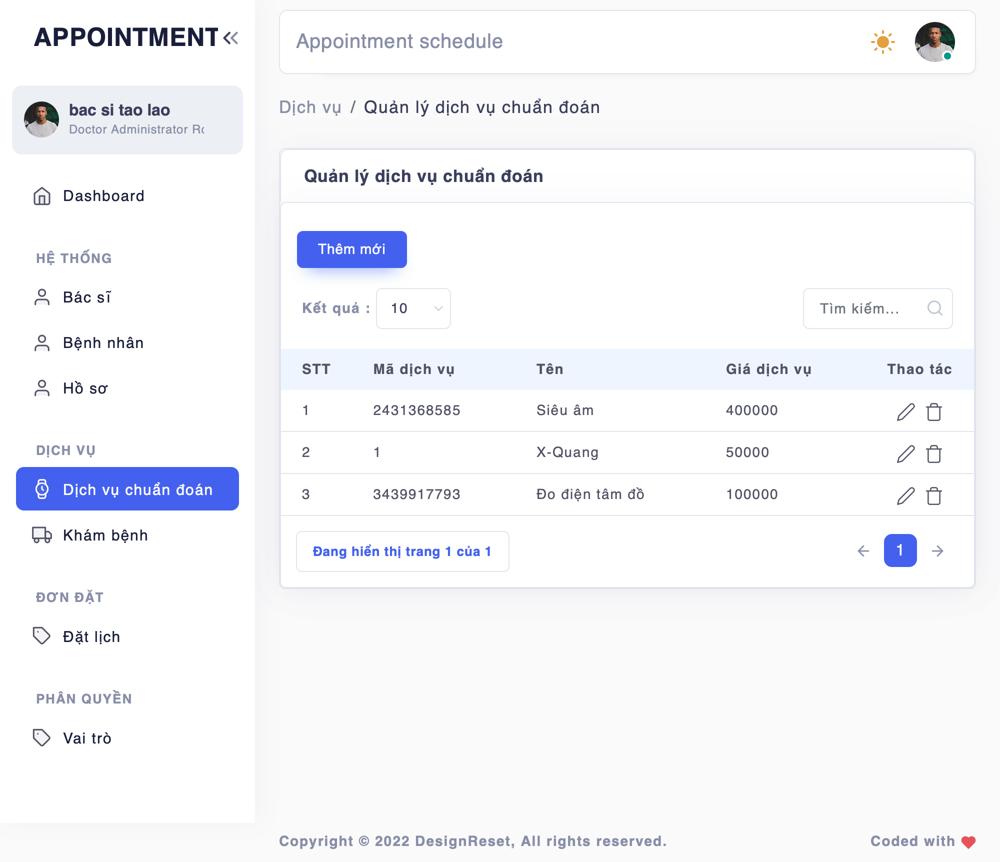 APPOINTMENT
bac si tao lao
Doctor Administrator Ro
Dashboard
HỆ THỐNG
Bác sĩ
Bệnh nhân
Hồ sơ
DỊCH VỤ
Dịch vụ chuẩn đoán
Khám bệnh
ĐƠN ĐẶT
Đặt lịch
PHÂN QUYỀN
Vai trò
Appointment schedule
Dịch vụ / Quản lý dịch vụ chuẩn đoán
Quản lý dịch vụ chuẩn đoán
Thêm mới
Kết quả : 10
Tìm kiếm...
STT Mã dịch vụ Tên Giá dịch vụ Thao tác
1 2431368585 Siêu âm 400000
2 1 X-Quang 50000
3 3439917793 Đo điện tâm đồ 100000
Đang hiển thị trang 1 của 1
1
Copyright © 2022 DesignReset, All rights reserved.
Coded with